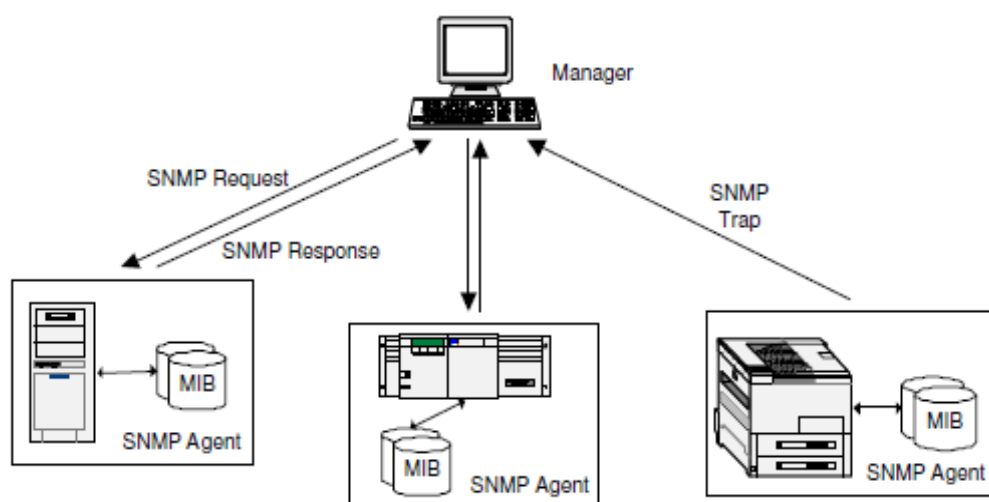 Manager
SNMP Request
SNMP Response
SNMP
Trap
MIB
SNMP Agent
MIB
SNMP Agent
MIB
SNMP Agent